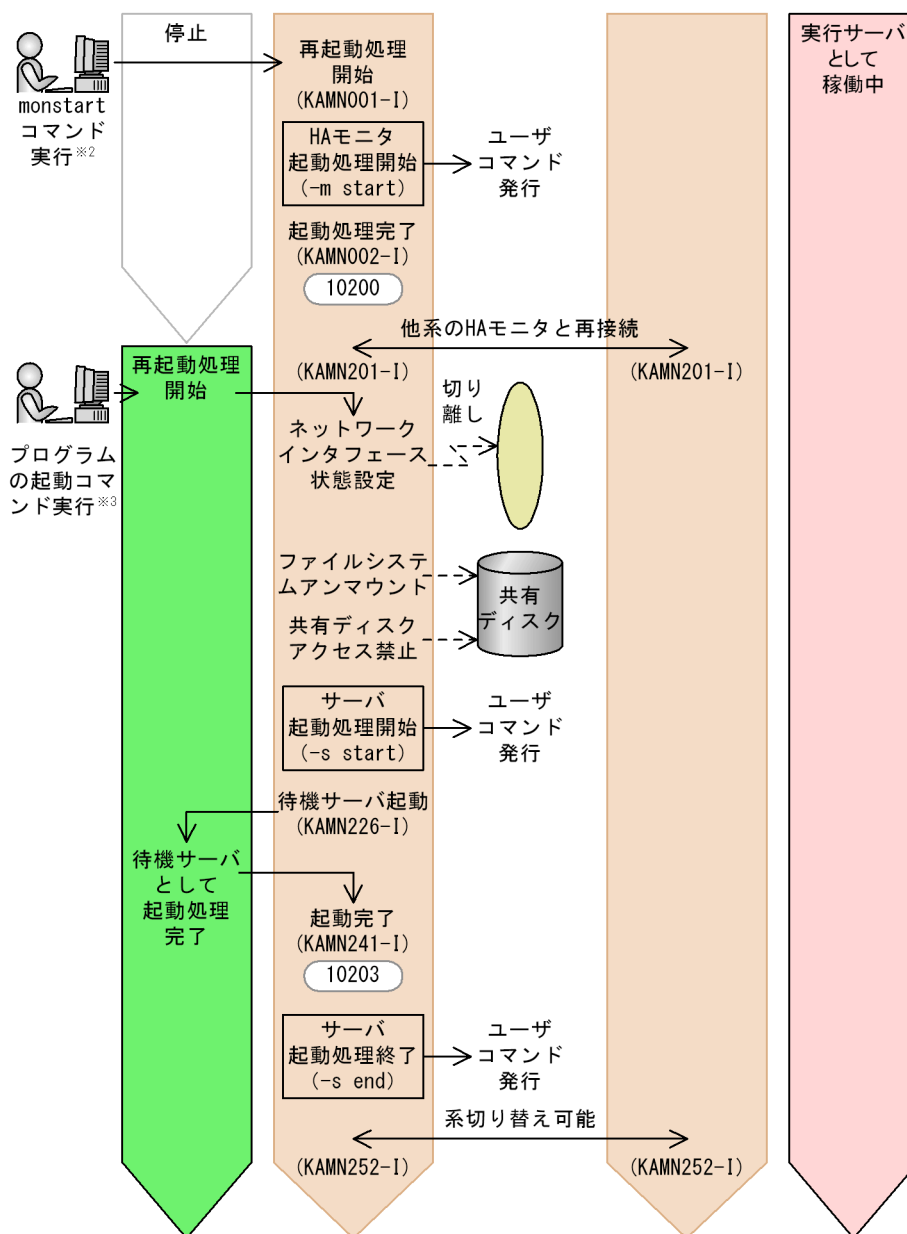 停止
再起動処理
開始
(KAMN001-I)
実行サーバ
として
稼働中
monstart
コマンド
実行※2
HAモニタ
起動処理開始
(-m start)
ユーザ
コマンド
発行
起動処理完了
(KAMN002-I)
10200
他系のHAモニタと再接続
(KAMN201-I)
(KAMN201-I)
再起動処理
開始
プログラム
の起動コマ
ンド実行※3
ネットワーク
インタフェース
状態設定
切り
離し
ファイルシステ
ムアンマウント
共有ディスク
アクセス禁止
共有
ディスク
サーバ
起動処理開始
(-s start)
ユーザ
コマンド
発行
待機サーバ起動
(KAMN226-I)
待機サーバ
として
起動処理
完了
起動完了
(KAMN241-I)
10203
サーバ
起動処理終了
(-s end)
ユーザ
コマンド
発行
系切り替え可能
(KAMN252-I)
(KAMN252-I)